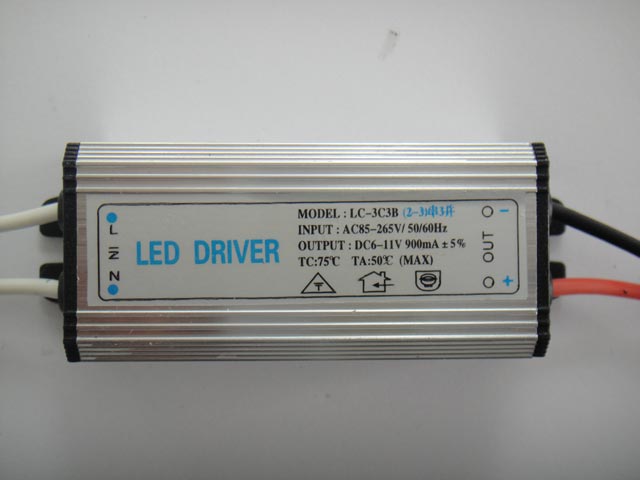 L
IN
N
LED DRIVER
MODEL : LC-3C3B (2-3)串3并
INPUT : AC85-265V/ 50/60Hz
OUTPUT : DC6-11V 900mA ± 5%
TC:75℃ TA:50℃ (MAX)
-
OUT
+